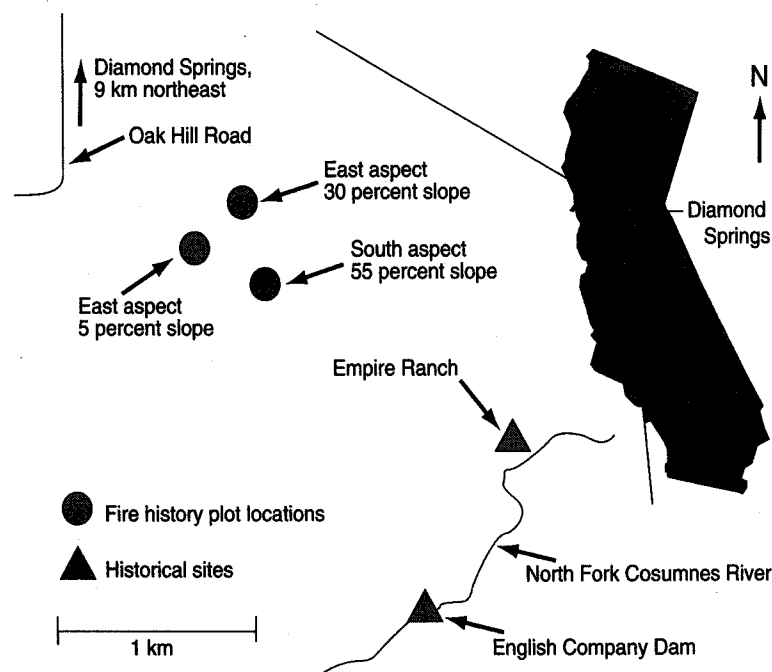 Diamond Springs,
9 km northeast
Oak Hill Road
N
East aspect
30 percent slope
Diamond
Springs
South aspect
55 percent slope
East aspect
5 percent slope
Empire Ranch
Fire history plot locations
Historical sites
North Fork Cosumnes River
1 km
English Company Dam